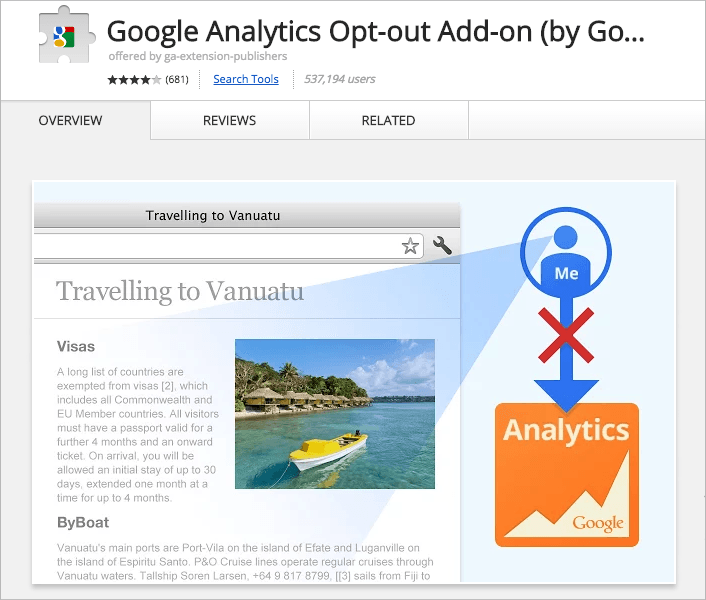 Google Analytics Opt-out Add-on (by Go...
offered by ga-extension-publishers
(681) Search Tools 537,194 users
OVERVIEW REVIEWS RELATED
Travelling to Vanuatu
Travelling to Vanuatu
Visas
A long list of countries are
exempted from visas [2], which
includes all Commonwealth and
EU Member countries. All visitors
must have a passport valid for a
further 4 months and an onward
ticket. On arrival, you will be
allowed an initial stay of up to 30
days, extended one month at a
time for up to 4 months.
ByBoat
Vanuatu's main ports are Port-Vila on the island of Efate and Luganville on
the island of Espiritu Santo. P&O Cruise lines operate regular cruises through
Vanuatu waters. Tallship Soren Larsen, +64 9 817 8799, [[3] sails from Fiji to
Me
Analytics
Google